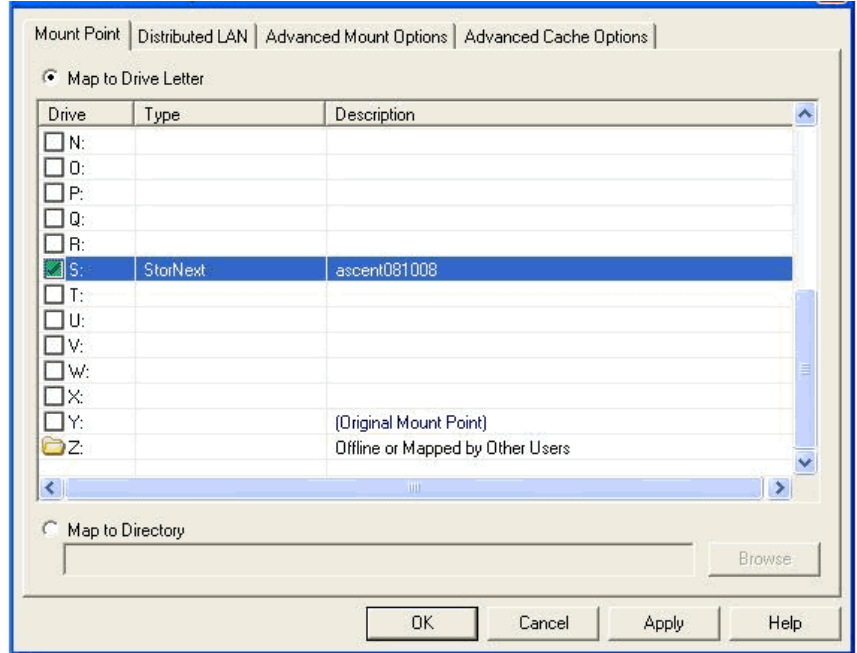 Mount Point Distributed LAN Advanced Mount Options Advanced Cache Options
Map to Drive Letter
Drive Type Description
N:
O:
P:
Q:
R:
S: StorNext ascent081008
T:
U:
V:
W:
X:
Y: (Original Mount Point)
Z: Offline or Mapped by Other Users
Map to Directory
Browse
OK Cancel Apply Help